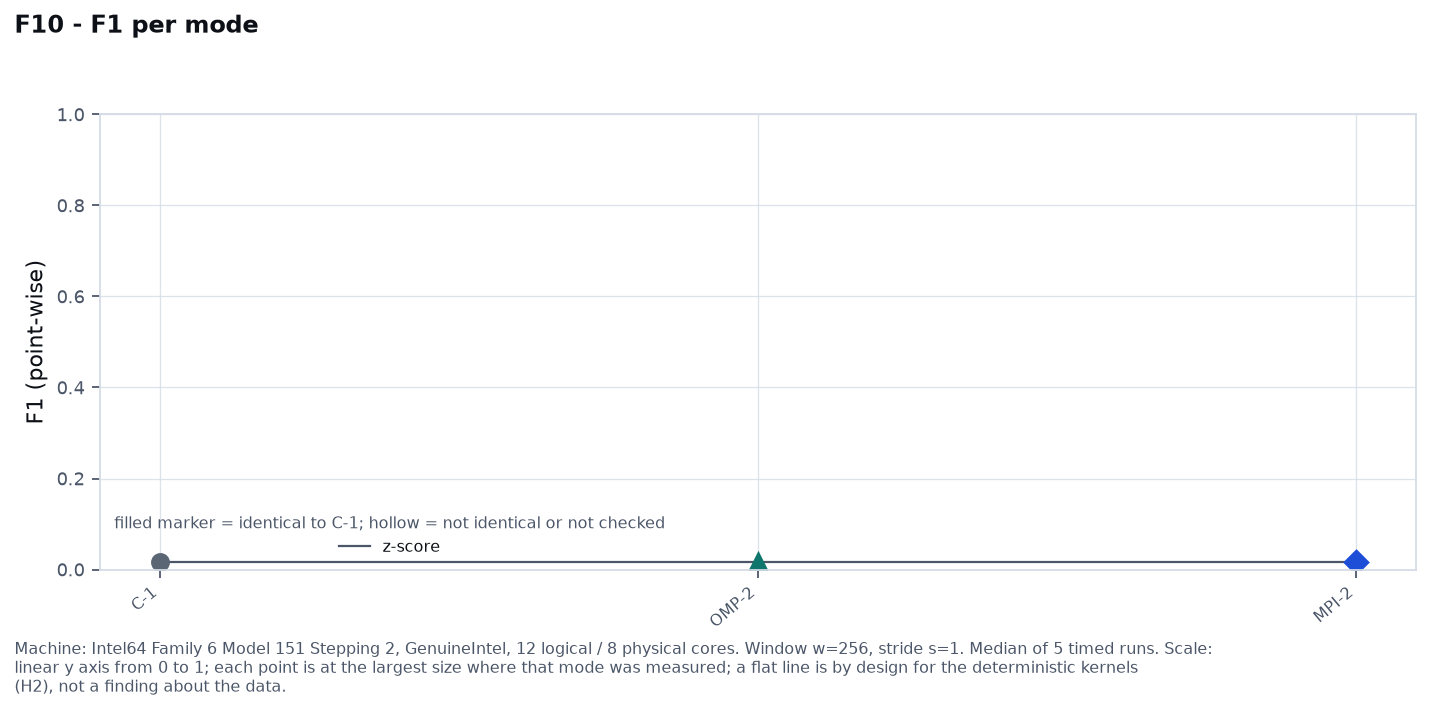 F10 - F1 per mode
F1 (point-wise)
1.0
0.8
0.6
0.4
0.2
0.0
filled marker = identical to C-1; hollow = not identical or not checked
z-score
C-1
OMP-2
MPI-2
Machine: Intel64 Family 6 Model 151 Stepping 2, GenuineIntel, 12 logical / 8 physical cores. Window w=256, stride s=1. Median of 5 timed runs. Scale:
linear y axis from 0 to 1; each point is at the largest size where that mode was measured; a flat line is by design for the deterministic kernels
(H2), not a finding about the data.